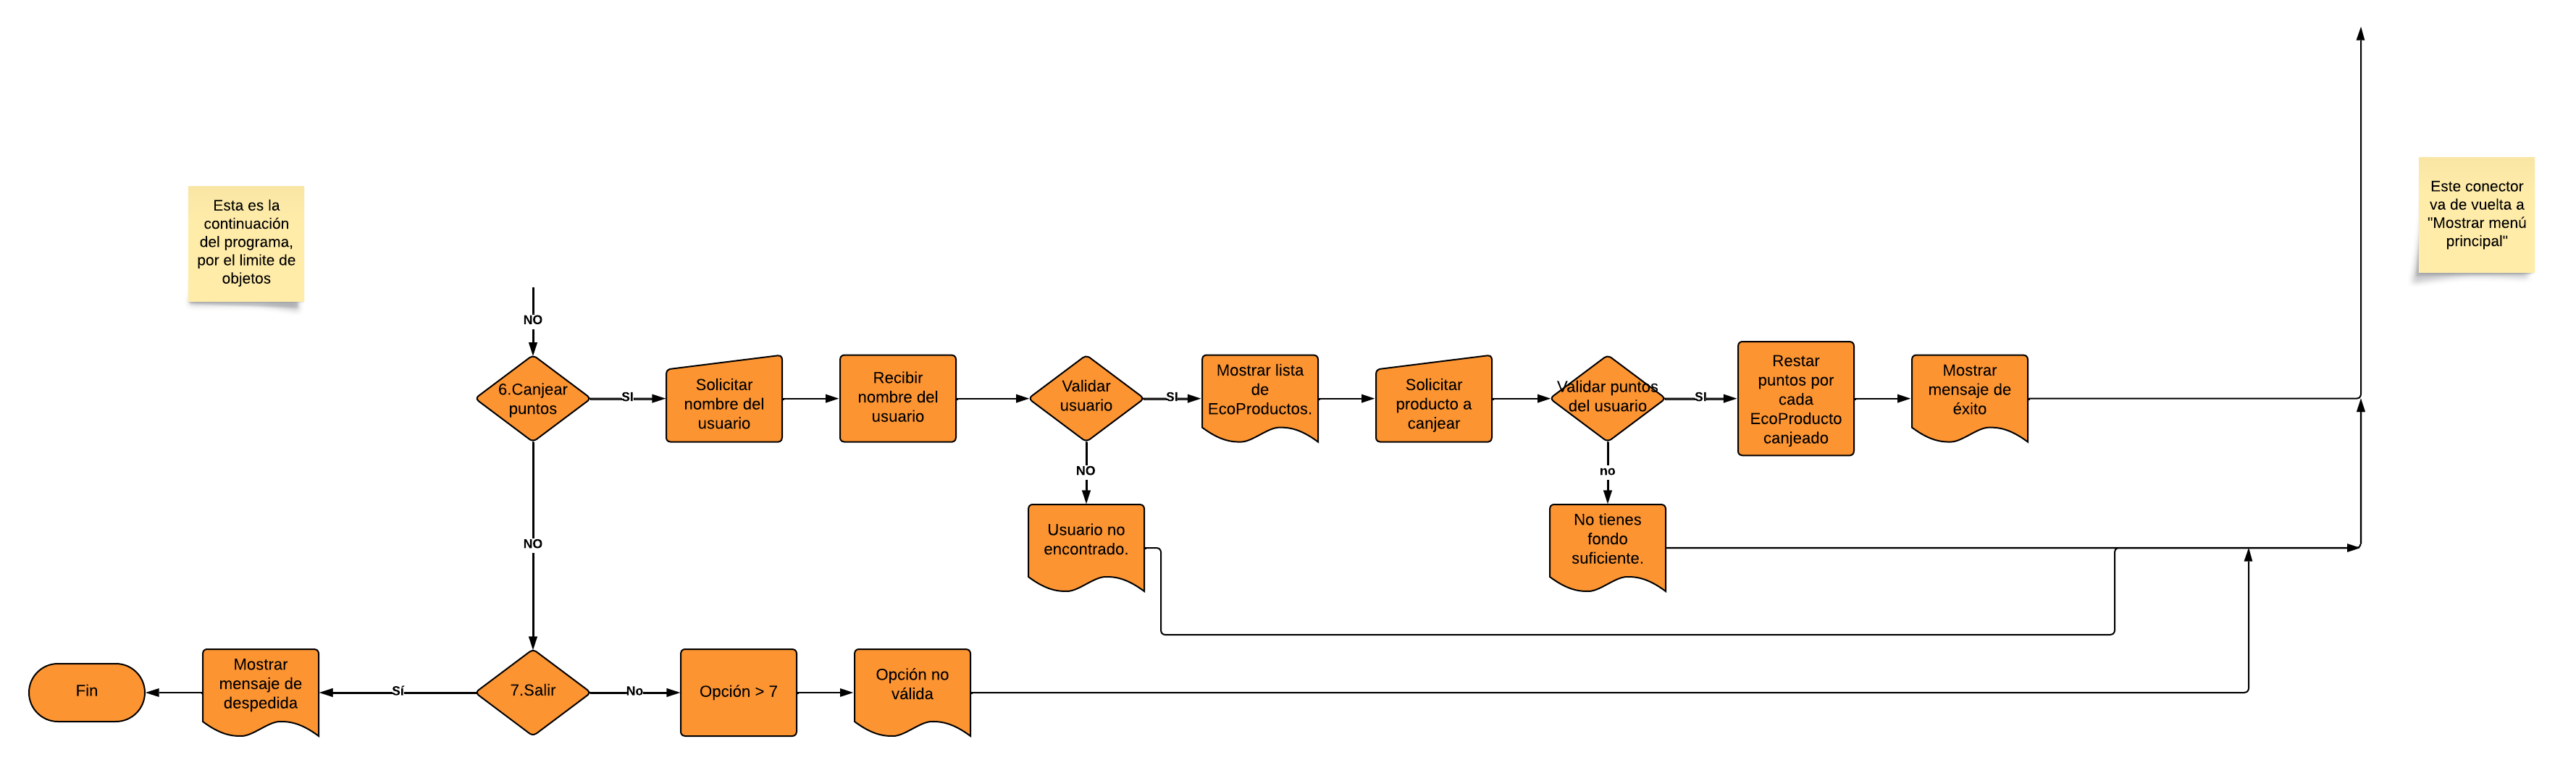 Esta es la
continuación
del programa,
por el limite de
objetos
Este conector
va de vuelta a
"Mostrar menú
principal"
NO
6.Canjear
puntos
SI
Solicitar
nombre del
usuario
Recibir
nombre del
usuario
Validar
usuario
SI
Mostrar lista
de
EcoProductos.
Solicitar
producto a
canjear
Validar puntos
del usuario
SI
Restar
puntos por
cada
EcoProducto
canjeado
Mostrar
mensaje de
éxito
NO
no
NO
Usuario no
encontrado.
No tienes
fondo
suficiente.
Fin
Mostrar
mensaje de
despedida
Sí
7.Salir
No
Opción > 7
Opción no
válida